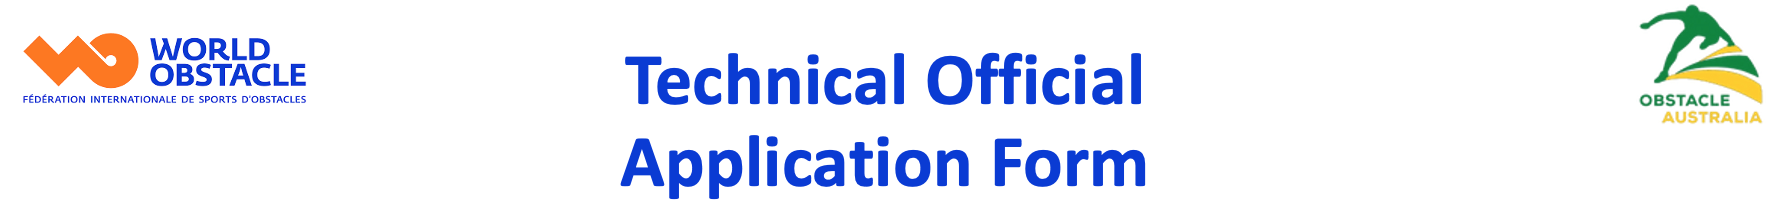 WORLD
OBSTACLE
FÉDÉRATION INTERNATIONALE DE SPORTS D'OBSTACLES
Technical Official
Application Form
OBSTACLE
AUSTRALIA